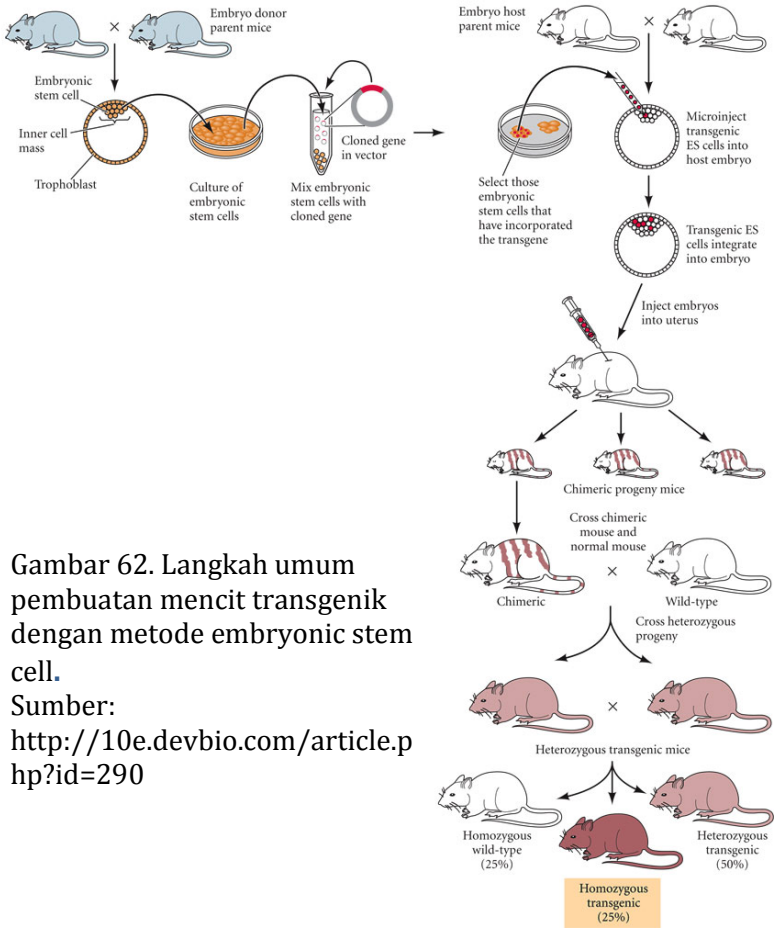 Embryo donor
parent mice
×
Embryonic
stem cell
Inner cell
mass
Trophoblast
Culture of
embryonic
stem cells
Mix embryonic
stem cells with
cloned gene
Cloned gene
in vector
Embryo host
parent mice
×
Microinject
transgenic
ES cells into
host embryo
Select those
embryonic
stem cells that
have incorporated
the transgene
Transgenic ES
cells integrate
into embryo
Inject embryos
into uterus
Chimeric progeny mice
Cross chimeric
mouse and
normal mouse
×
Chimeric
Wild-type
Cross heterozygous
progeny
×
Heterozygous transgenic mice
Homozygous
wild-type
(25%)
Heterozygous
transgenic
(50%)
Homozygous
transgenic
(25%)
Gambar 62. Langkah umum
pembuatan mencit transgenik
dengan metode embryonic stem
cell.
Sumber:
http://10e.devbio.com/article.p
hp?id=290